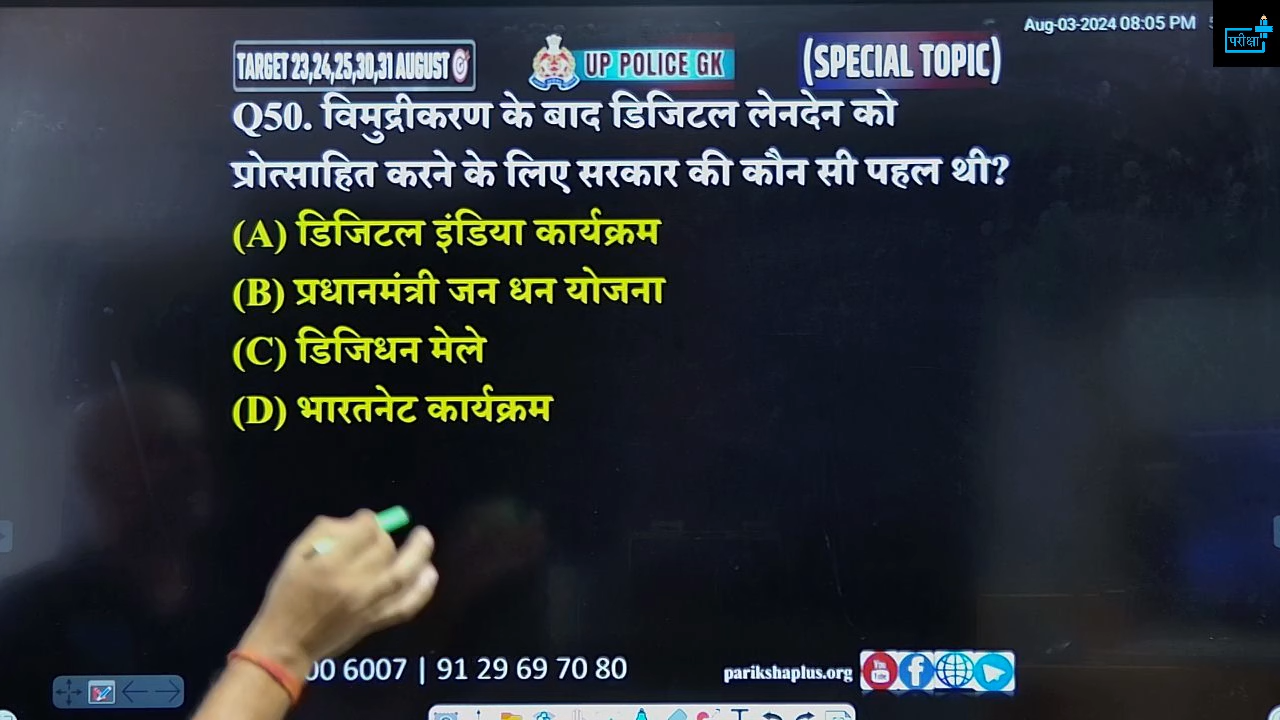 Aug-03-2024 08:05 PM
परीक्षा
TARGET 23,24,25,30,31 AUGUST
UP POLICE GK
(SPECIAL TOPIC)
Q50. विमुद्रीकरण के बाद डिजिटल लेनदेन को
प्रोत्साहित करने के लिए सरकार की कौन सी पहल थी?
(A) डिजिटल इंडिया कार्यक्रम
(B) प्रधानमंत्री जन धन योजना
(C) डिजिधन मेले
(D) भारतनेट कार्यक्रम
00 6007 | 91 29 69 70 80
parikshaplus.org
You Tube